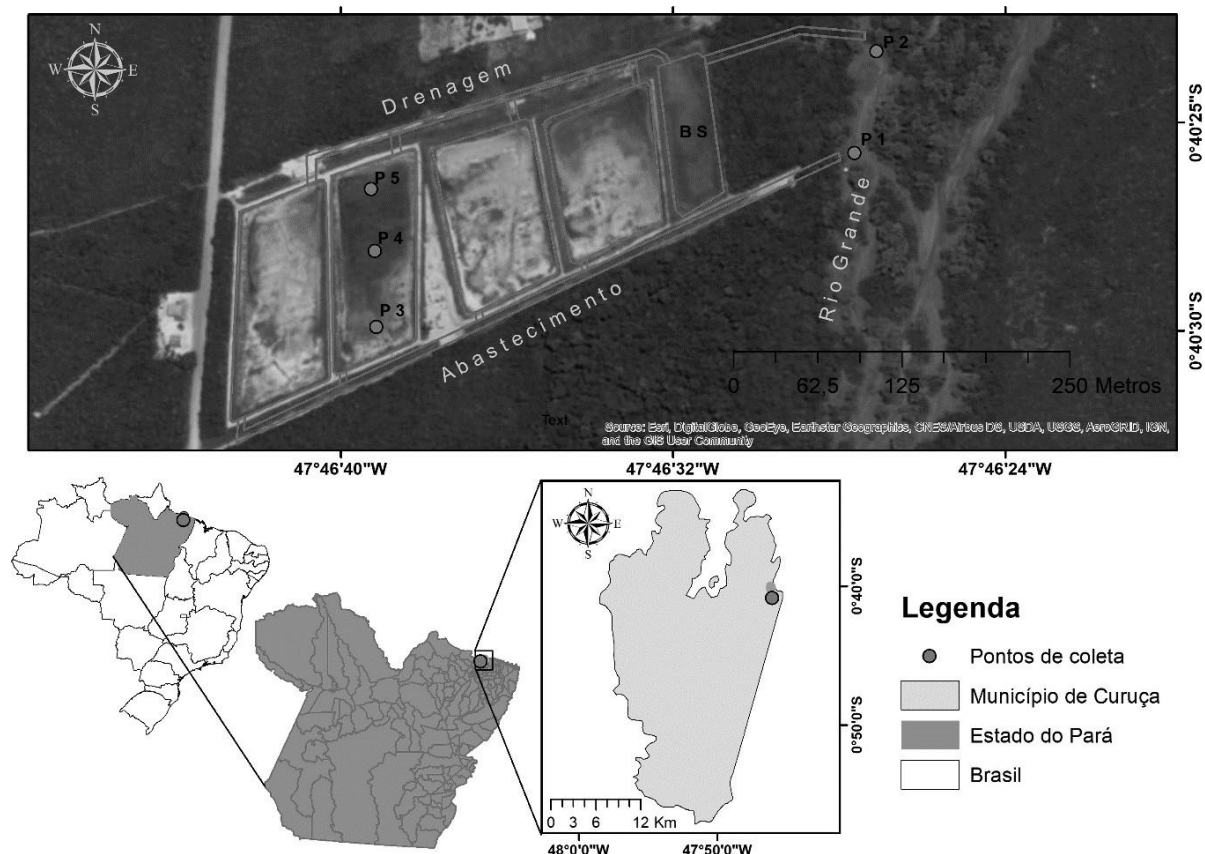 N
W E
S
Drenagem
P 2
B S
P 1
0°40'25"S
P 5
P 4
P 3
Rio Grande
Abastecimento
0°40'30"S
0 62,5 125 250 Metros
Text
Source: Esri, DigitalGlobe, GeoEye, Earthstar Geographics, CNES/Airbus DS, USDA, USGS, AeroGRID, IGN,
and the GIS User Community
47°46'40"W 47°46'32"W 47°46'24"W
N
W E
S
0°40'0"S
0°50'0"S
0 3 6 12 Km
48°0'0"W 47°50'0"W
Legenda
Pontos de coleta
Município de Curuça
Estado do Pará
Brasil